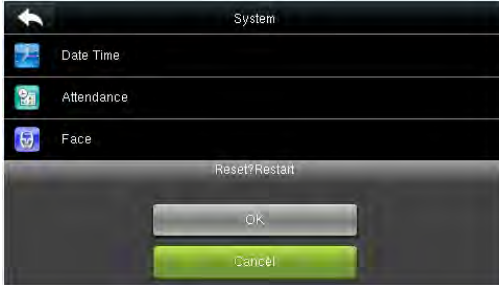 System
Date Time
Attendance
Face
Reset?Restart
OK
Cancel